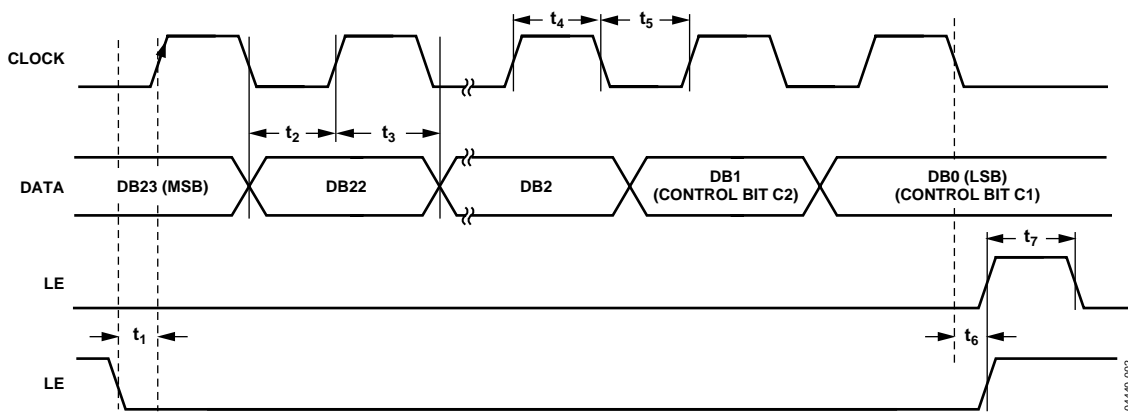 t4
t5
CLOCK
t2
t3
DATA
DB23 (MSB)
DB22
DB2
DB1
(CONTROL BIT C2)
DB0 (LSB)
(CONTROL BIT C1)
t7
LE
t1
t6
LE